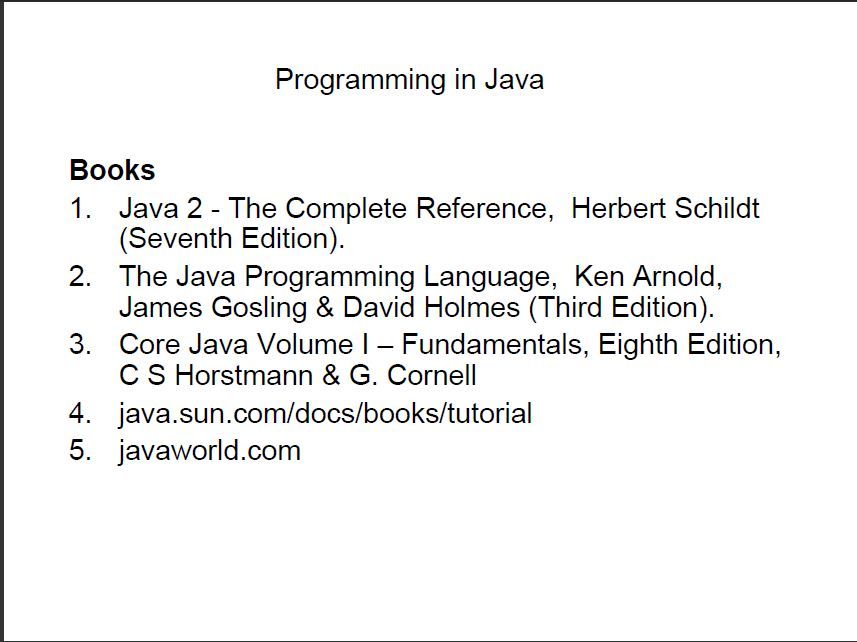 Programming in Java
Books
1. Java 2 - The Complete Reference,  Herbert Schildt
(Seventh Edition).
2. The Java Programming Language,  Ken Arnold,
James Gosling & David Holmes (Third Edition).
3. Core Java Volume I – Fundamentals, Eighth Edition,
C S Horstmann & G. Cornell
4. java.sun.com/docs/books/tutorial
5. javaworld.com